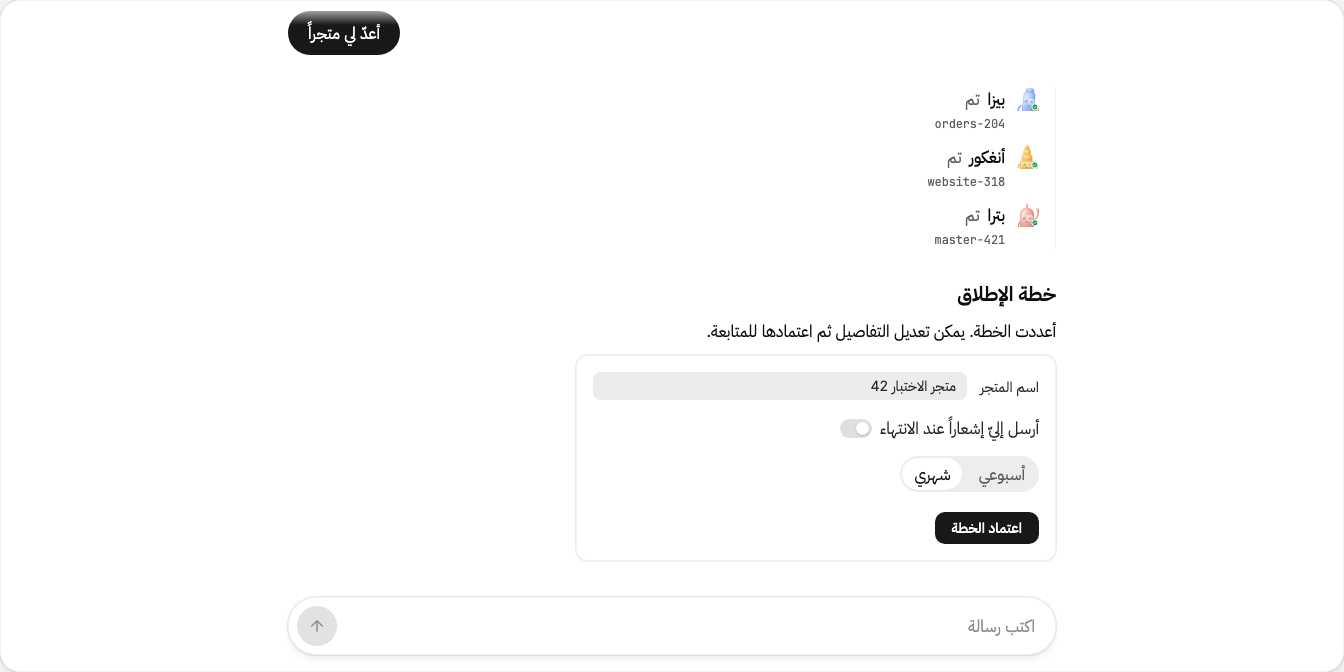 أعدّ لي متجراً
بيزا تم
orders-204
أنغكور تم
website-318
بترا تم
master-421
خطة الإطلاق
أعددت الخطة. يمكن تعديل التفاصيل ثم اعتمادها للمتابعة.
اسم المتجر متجر الاختبار 42
أرسل إليّ إشعاراً عند الانتهاء
أسبوعي شهري
اعتماد الخطة
اكتب رسالة